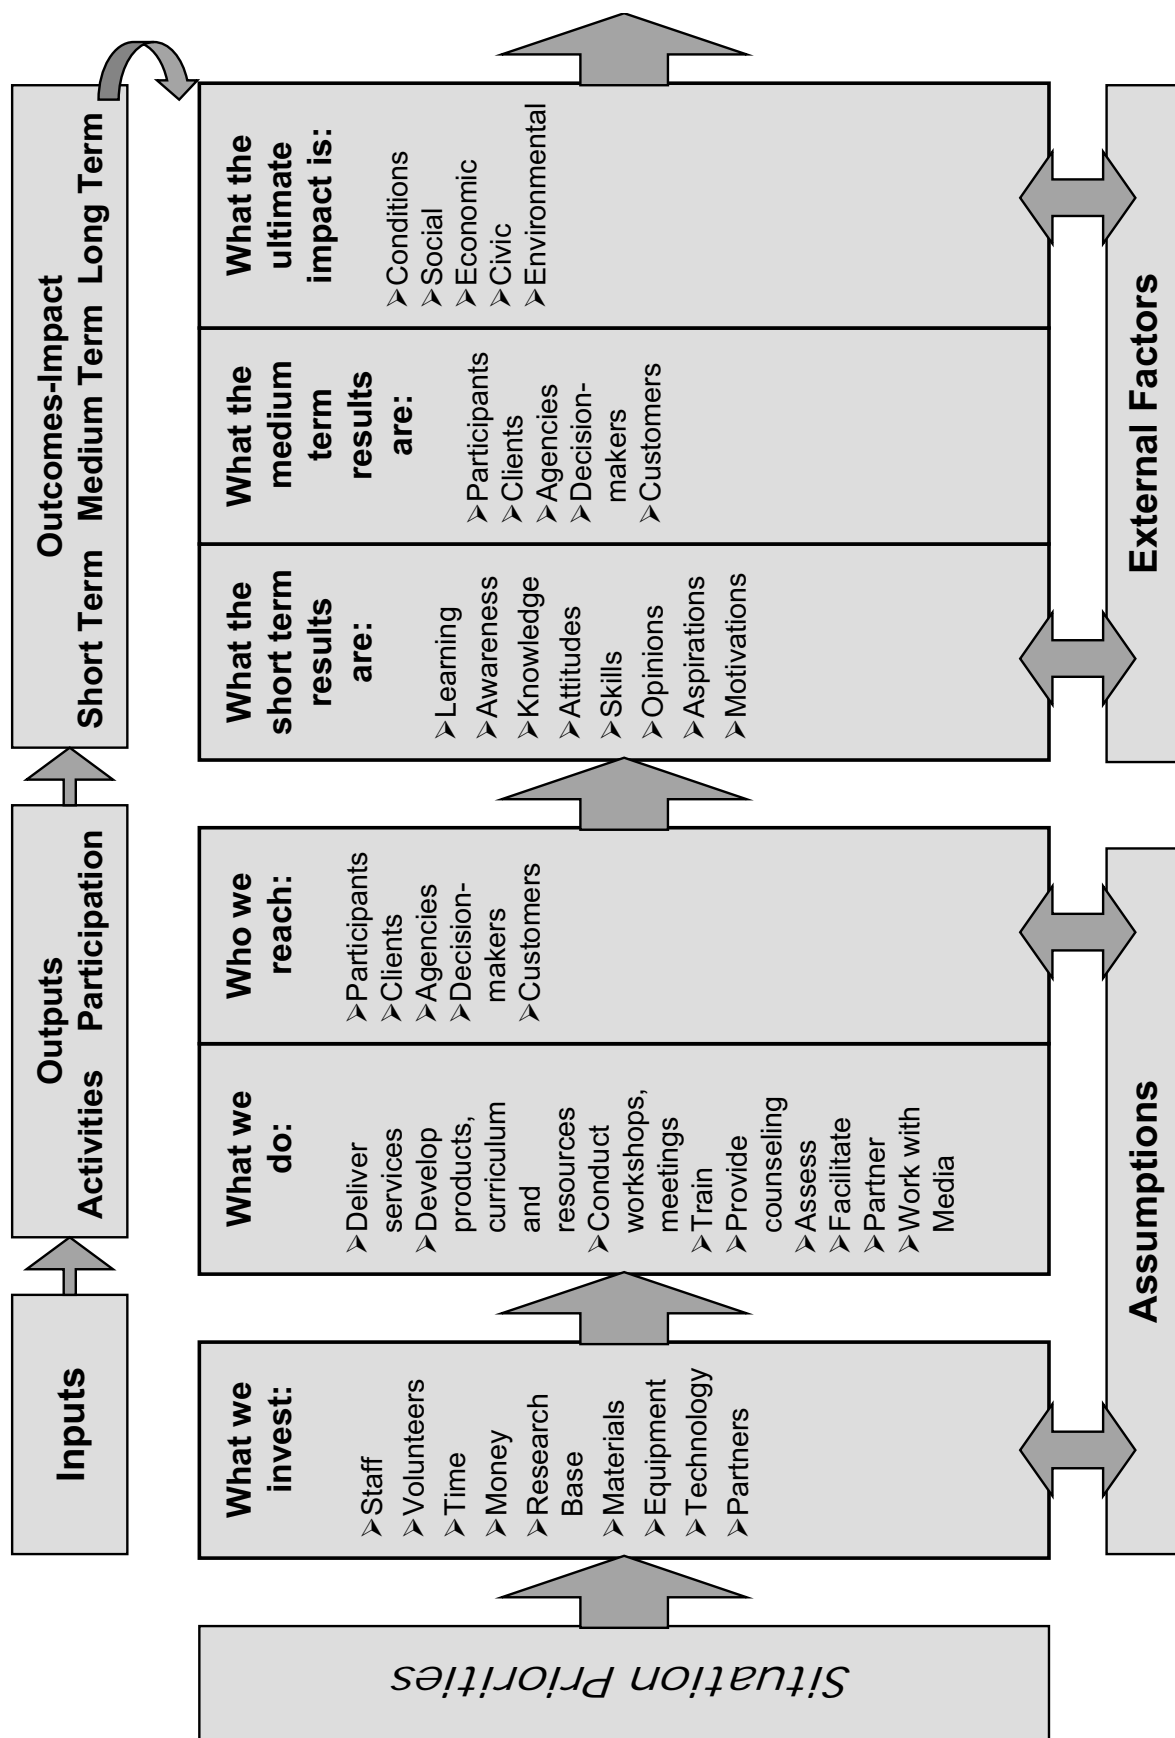 Inputs
Outputs
Activities Participation
Outcomes-Impact
Short Term Medium Term Long Term
Situation Priorities
What we
invest:
➢Staff
➢Volunteers
➢Time
➢Money
➢Research
Base
➢Materials
➢Equipment
➢Technology
➢Partners
What we
do:
➢Deliver
services
➢Develop
products,
curriculum
and
resources
➢Conduct
workshops,
meetings
➢Train
➢Provide
counseling
➢Assess
➢Facilitate
➢Partner
➢Work with
Media
Who we
reach:
➢Participants
➢Clients
➢Agencies
➢Decision-
makers
➢Customers
What the
short term
results
are:
➢Learning
➢Awareness
➢Knowledge
➢Attitudes
➢Skills
➢Opinions
➢Aspirations
➢Motivations
What the
medium
term
results
are:
➢Participants
➢Clients
➢Agencies
➢Decision-
makers
➢Customers
What the
ultimate
impact is:
➢Conditions
➢Social
➢Economic
➢Civic
➢Environmental
Assumptions
External Factors